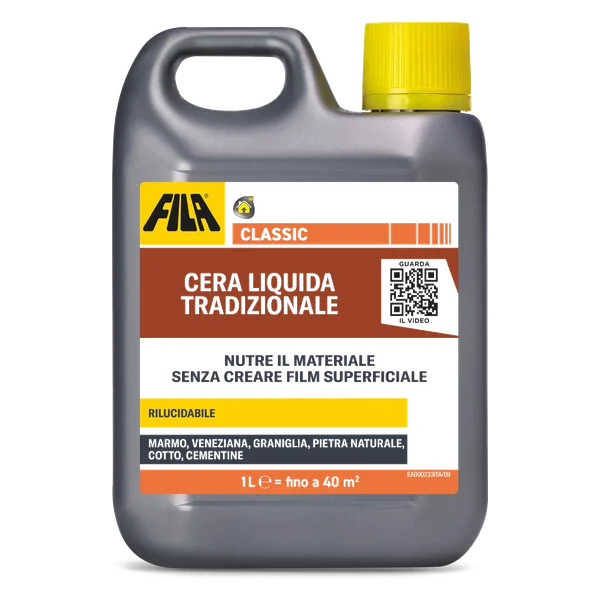 FILA®
CLASSIC
CERA LIQUIDA
TRADIZIONALE
GUARDA
IL VIDEO
NUTRE IL MATERIALE
SENZA CREARE FILM SUPERFICIALE
RILUCIDABILE
MARMO, VENEZIANA, GRANIGLIA, PIETRA NATURALE,
COTTO, CEMENTINE
1 L ℮ = fino a 40 m²